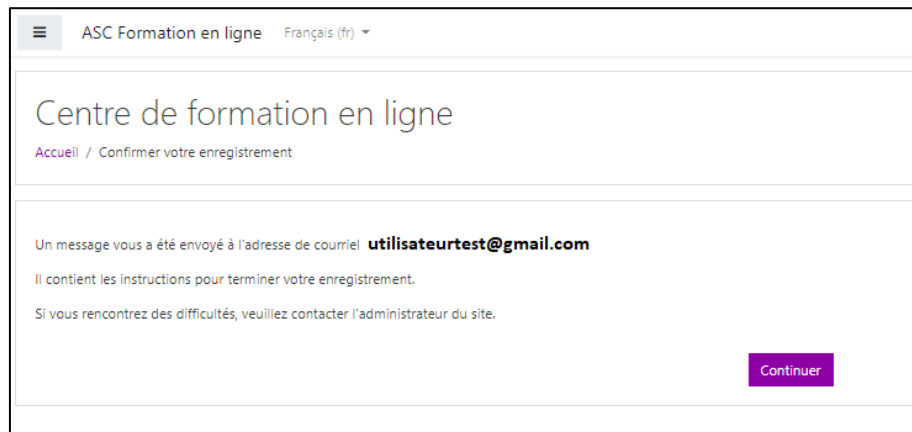 ASC Formation en ligne Français (fr)
Centre de formation en ligne
Accueil / Confirmer votre enregistrement
Un message vous a été envoyé à l'adresse de courriel utilisateurtest@gmail.com
Il contient les instructions pour terminer votre enregistrement.
Si vous rencontrez des difficultés, veuillez contacter l'administrateur du site.
Continuer